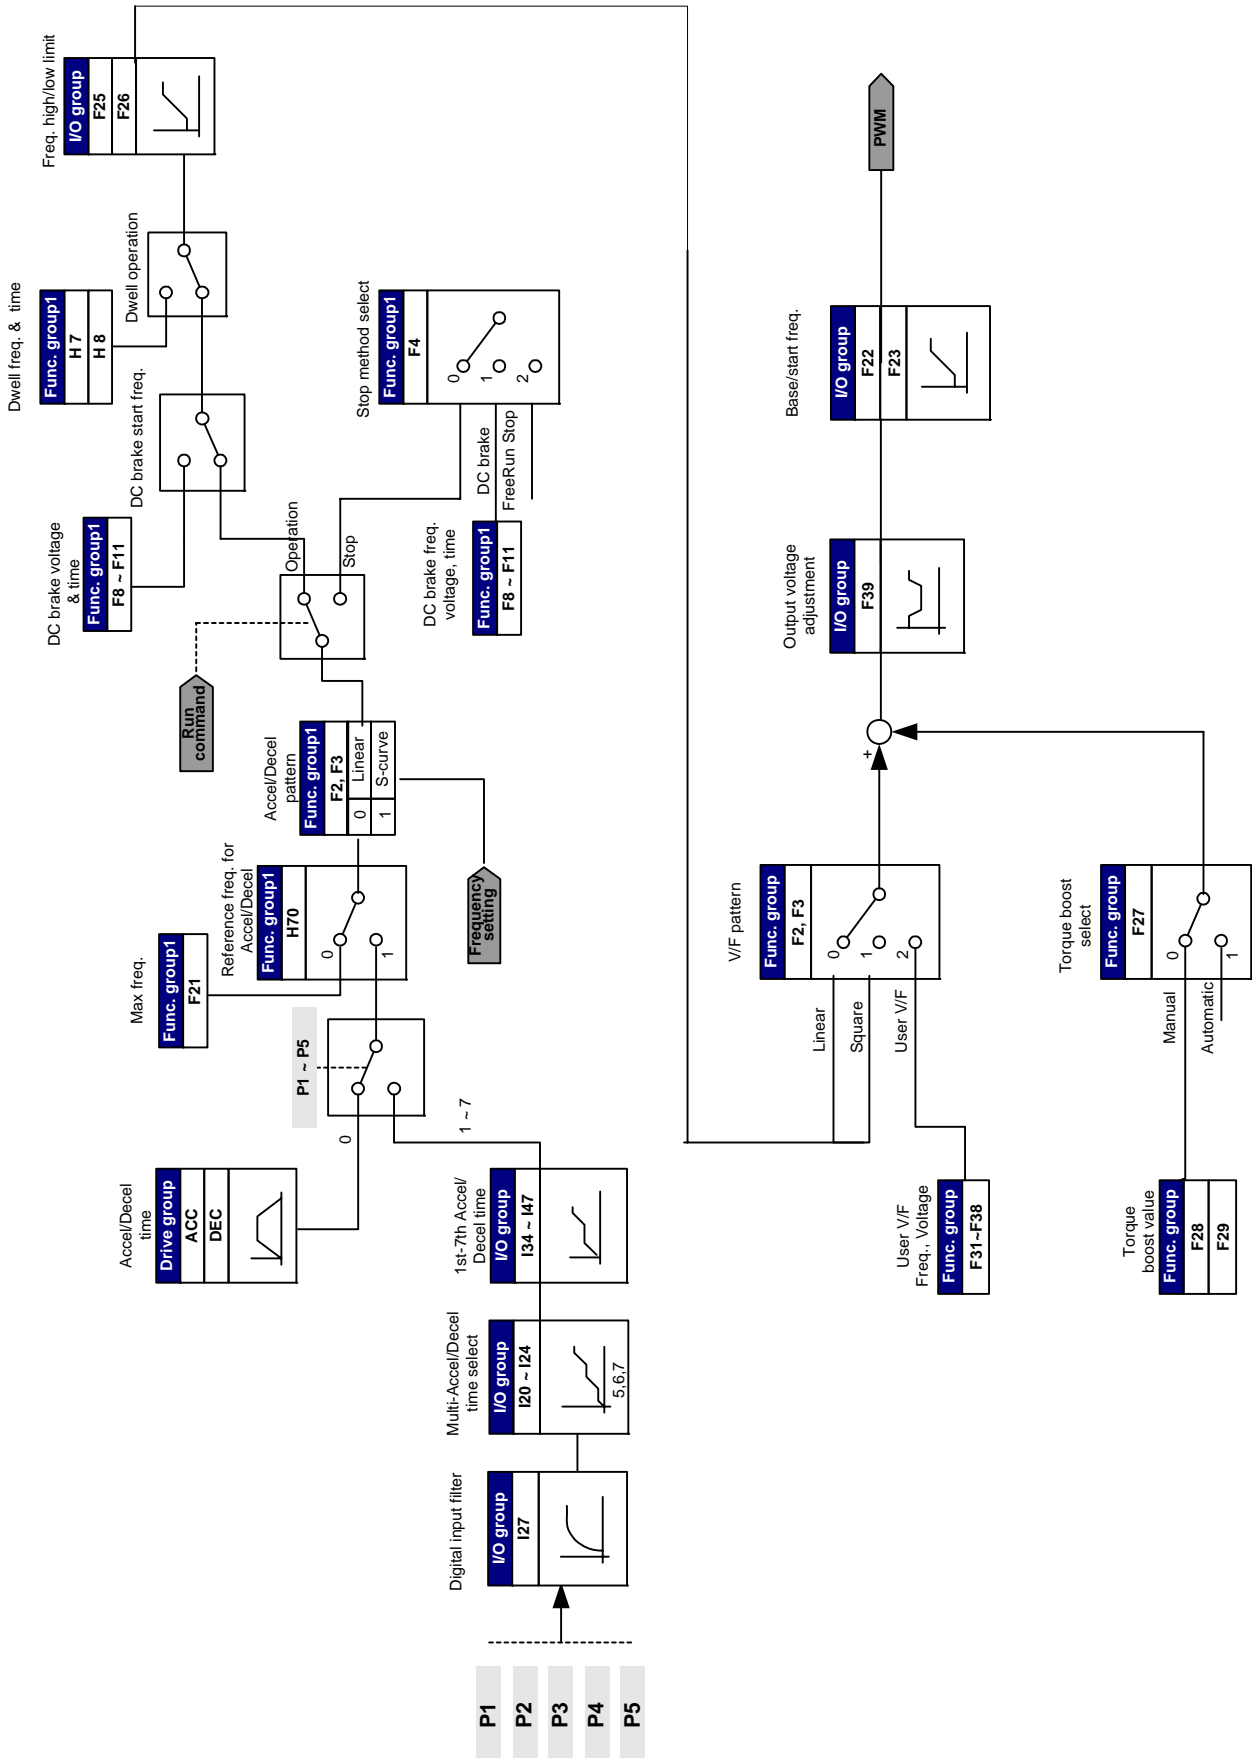 P1
P2
P3
P4
P5
Digital input filter
I/O group
I27
Multi-Accel/Decel
time select
I/O group
I20 ~ I24
5,6,7
1st-7th Accel/
Decel time
I/O group
I34 ~ I47
Accel/Decel
time
Drive group
ACC
DEC
0
1 ~ 7
P1 ~ P5
Max freq.
Func. group1
F21
Reference freq. for
Accel/Decel
Func. group1
H70
0
1
Frequency
setting
Accel/Decel
pattern
Func. group1
F2, F3
0
Linear
1
S-curve
Run
command
Operation
Stop
DC brake voltage
& time
Func. group1
F8 ~ F11
DC brake start freq.
DC brake freq.
voltage, time
Func. group1
F8 ~ F11
DC brake
FreeRun Stop
Stop method select
Func. group1
F4
0
1
2
Dwell freq. & time
Func. group1
H 7
H 8
Dwell operation
Freq. high/low limit
I/O group
F25
F26
User V/F
Freq., Voltage
Func. group
F31~F38
Linear
Square
User V/F
V/F pattern
Func. group
F2, F3
0
1
2
Torque
boost value
Func. group
F28
F29
Manual
Automatic
Torque boost
select
Func. group
F27
0
1
+
Output voltage
adjustment
I/O group
F39
Base/start freq.
I/O group
F22
F23
PWM